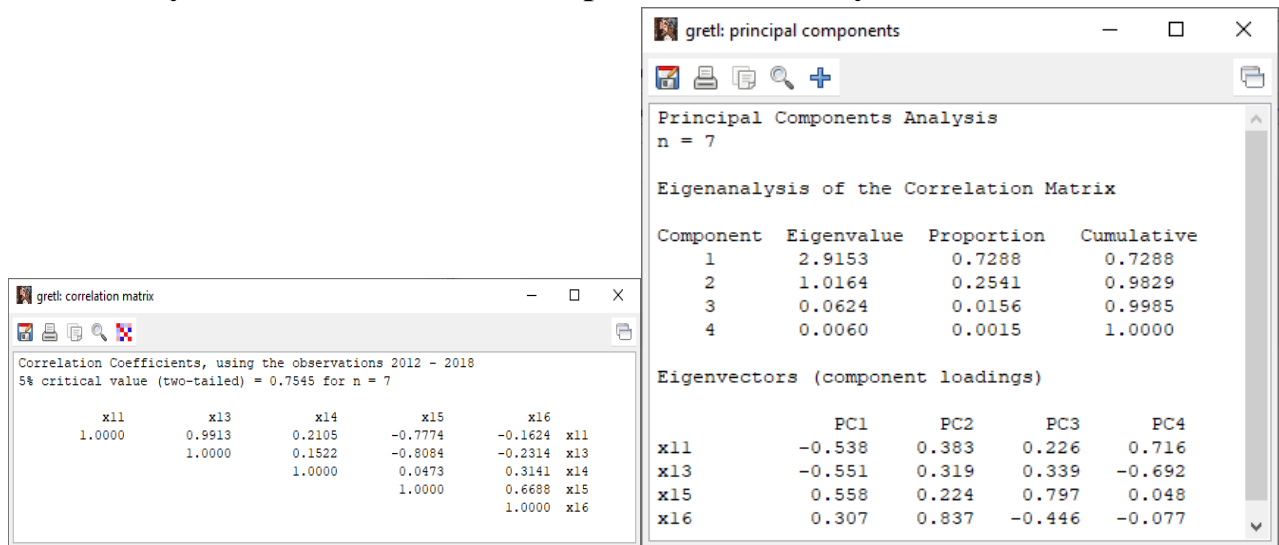 gretl: correlation matrix
Correlation Coefficients, using the observations 2012 - 2018
5% critical value (two-tailed) = 0.7545 for n = 7
x11 x13 x14 x15 x16
1.0000 0.9913 0.2105 -0.7774 -0.1624 x11
1.0000 0.1522 -0.8084 -0.2314 x13
1.0000 0.0473 0.3141 x14
1.0000 0.6688 x15
1.0000 x16
gretl: principal components
Principal Components Analysis
n = 7
Eigenanalysis of the Correlation Matrix
Component Eigenvalue Proportion Cumulative
1 2.9153 0.7288 0.7288
2 1.0164 0.2541 0.9829
3 0.0624 0.0156 0.9985
4 0.0060 0.0015 1.0000
Eigenvectors (component loadings)
PC1 PC2 PC3 PC4
x11 -0.538 0.383 0.226 0.716
x13 -0.551 0.319 0.339 -0.692
x15 0.558 0.224 0.797 0.048
x16 0.307 0.837 -0.446 -0.077